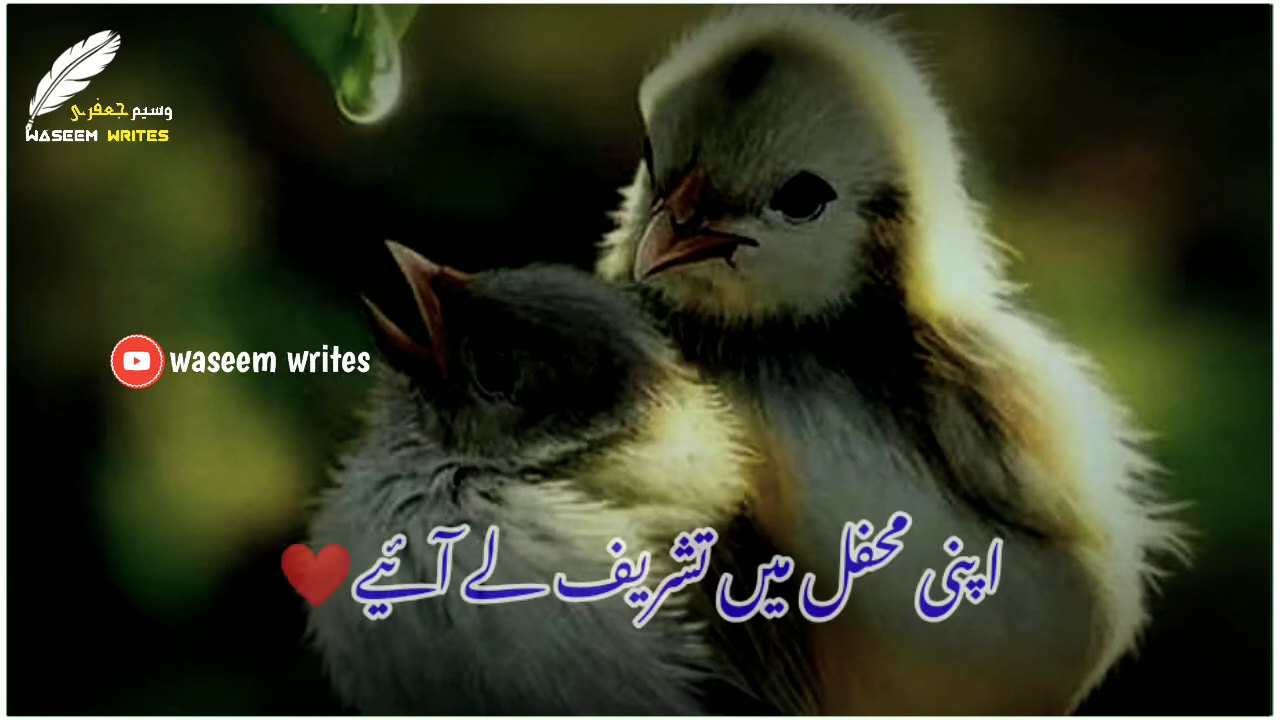 وسیم جعفری
WASEEM WRITES
waseem writes
اپنی محفل میں تشریف لے آئیے❤️